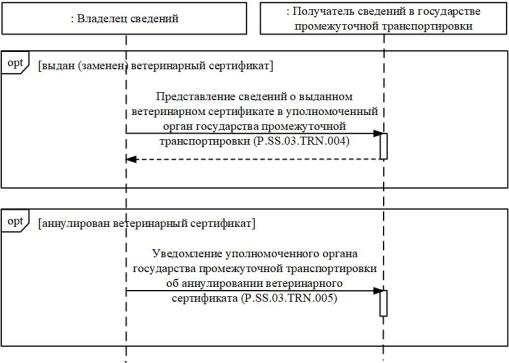 : Владелец сведений
: Получатель сведений в государстве
промежуточной транспортировки
opt
[выдан (заменен) ветеринарный сертификат]
Представление сведений о выданном
ветеринарном сертификате в уполномоченный
орган государства промежуточной
транспортировки (P.SS.03.TRN.004)
opt
[аннулирован ветеринарный сертификат]
Уведомление уполномоченного органа
государства промежуточной транспортировки
об аннулировании ветеринарного
сертификата (P.SS.03.TRN.005)